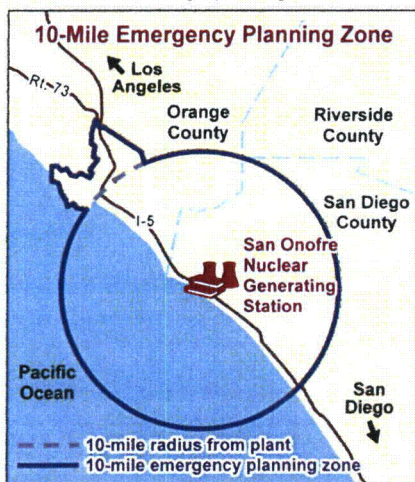 10-Mile Emergency Planning Zone
Los
Angeles
Rt. 73
Orange
County
Riverside
County
San Diego
County
I-5
San Onofre
Nuclear
Generating
Station
Pacific
Ocean
San
Diego
10-mile radius from plant
10-mile emergency planning zone